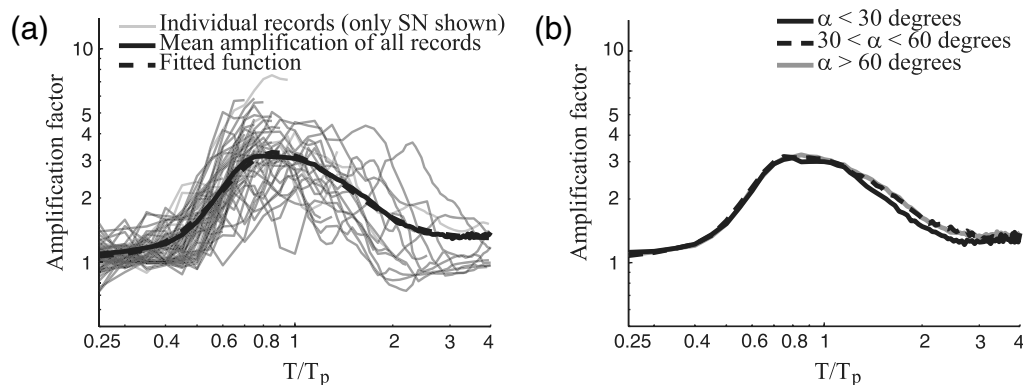 (a)
Individual records (only SN shown)
Mean amplification of all records
Fitted function
Amplification factor
10
5
4
3
2
1
0.25 0.4 0.6 0.8 1 2 3 4
T/Tp
(b)
α < 30 degrees
30 < α < 60 degrees
α > 60 degrees
Amplification factor
10
5
4
3
2
1
0.25 0.4 0.6 0.8 1 2 3 4
T/Tp